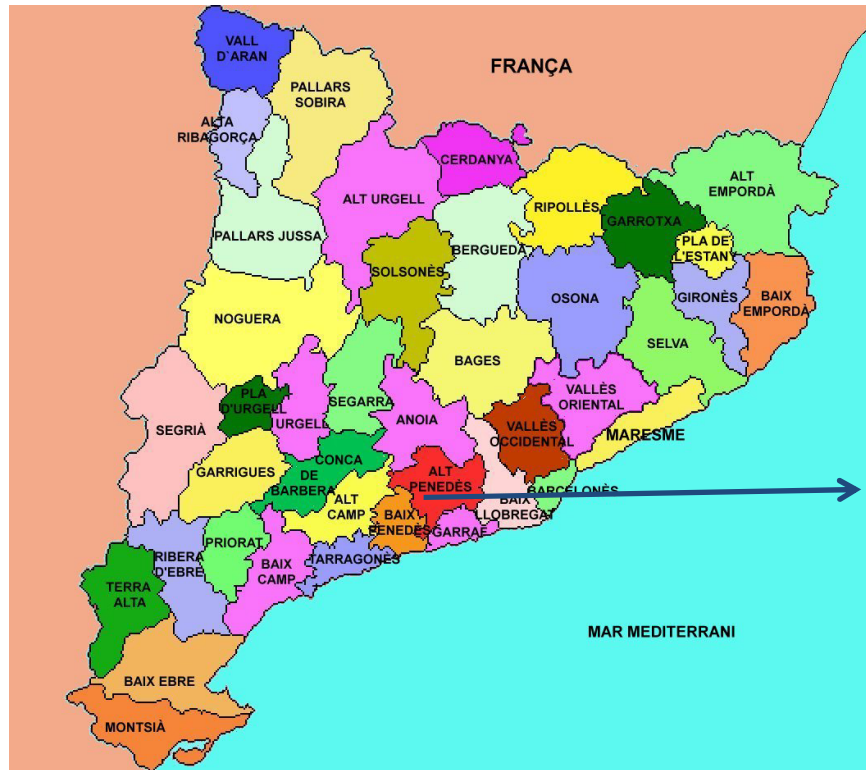 VALL
D`ARAN
FRANÇA
PALLARS
SOBIRA
ALTA
RIBAGORÇA
CERDANYA
ALT
EMPORDÀ
ALT URGELL
RIPOLLÈS
GARROTXA
PALLARS JUSSA
BERGUEDÀ
PLA DE
L'ESTANY
SOLSONÈS
OSONA
GIRONÈS
BAIX
EMPORDÀ
NOGUERA
SELVA
BAGES
PLA
D'URGELL
URGELL
SEGARRA
ANOIA
VALLÈS
ORIENTAL
SEGRIÀ
VALLÈS
OCCIDENTAL
MARESME
GARRIGUES
CONCA
DE
BARBERA
ALT
PENEDÈS
BARCELONÈS
ALT
CAMP
BAIX
PENEDÈS
BAIX
LLOBREGAT
GARRAF
PRIORAT
RIBERA
D'EBRE
BAIX
CAMP
TARRAGONÈS
TERRA
ALTA
MAR MEDITERRANI
BAIX EBRE
MONTSIÀ